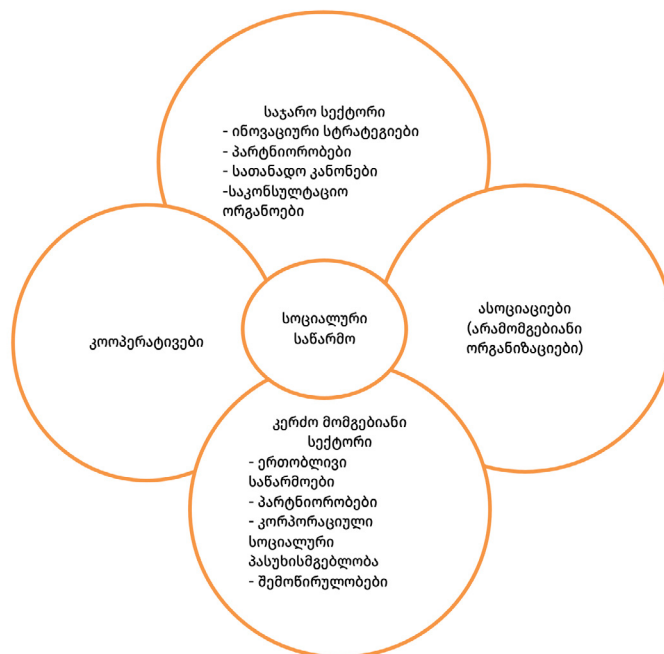 საჯარო სექტორი
- ინოვაციური სტრატეგიები
- პარტნიორობები
- სათანადო კანონები
-საკონსულტაციო
ორგანოები
კოოპერატივები
სოციალური
საწარმო
ასოციაციები
(არამომგებიანი
ორგანიზაციები)
კერძო მომგებიანი
სექტორი
- ერთობლივი
საწარმოები
- პარტნიორობები
- კორპორაციული
სოციალური
პასუხისმგებლობა
- შემოწირულობები